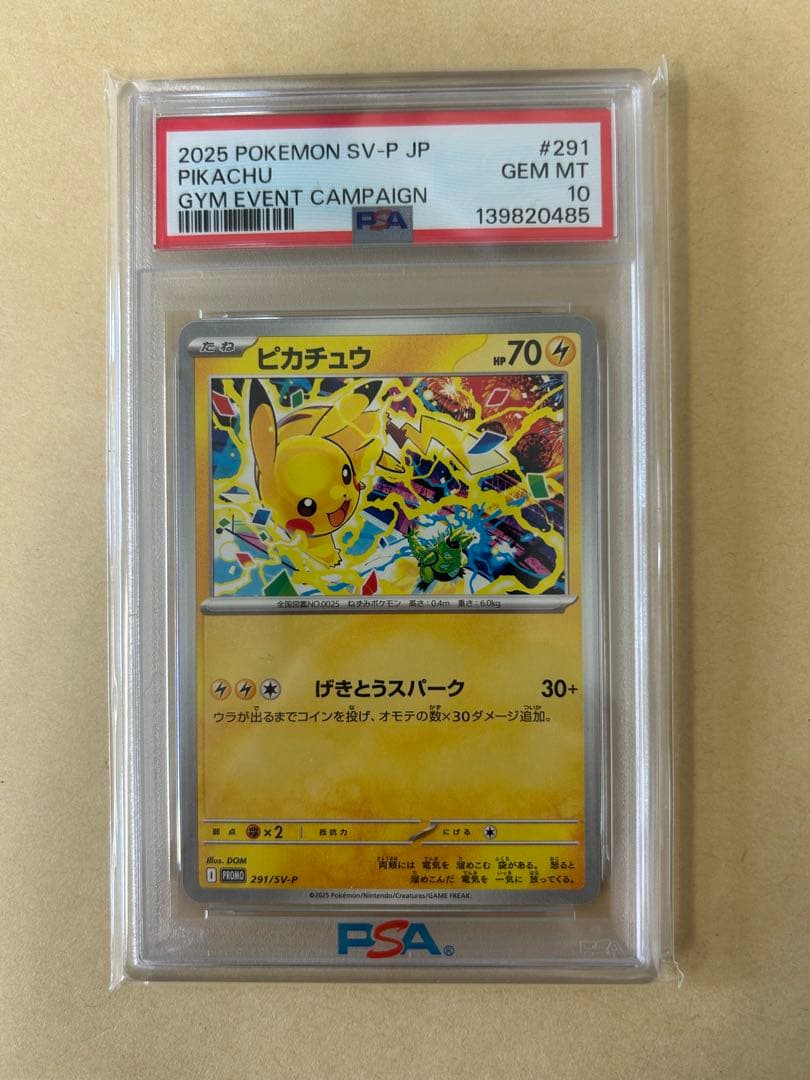 2025 POKEMON SV-P JP #291
PIKACHU GEM MT
GYM EVENT CAMPAIGN 10
PSA 139820485
たね ピカチュウ HP70
全国図鑑NO.0025 ねずみポケモン 高さ:0.4m 重さ:6.0kg
げきとうスパーク 30+
ウラが出るまでコインを投げ、オモテの数×30ダメージ追加。
弱点 ×2 抵抗力 にげる
Illus. DOM
両頬には 電気を 溜めこむ 袋がある。 怒ると
溜めこんだ 電気を 一気に 放ってくる。
I PROMO 291/SV-P
©2025 Pokémon/Nintendo/Creatures/GAME FREAK.
PSA®
PSA